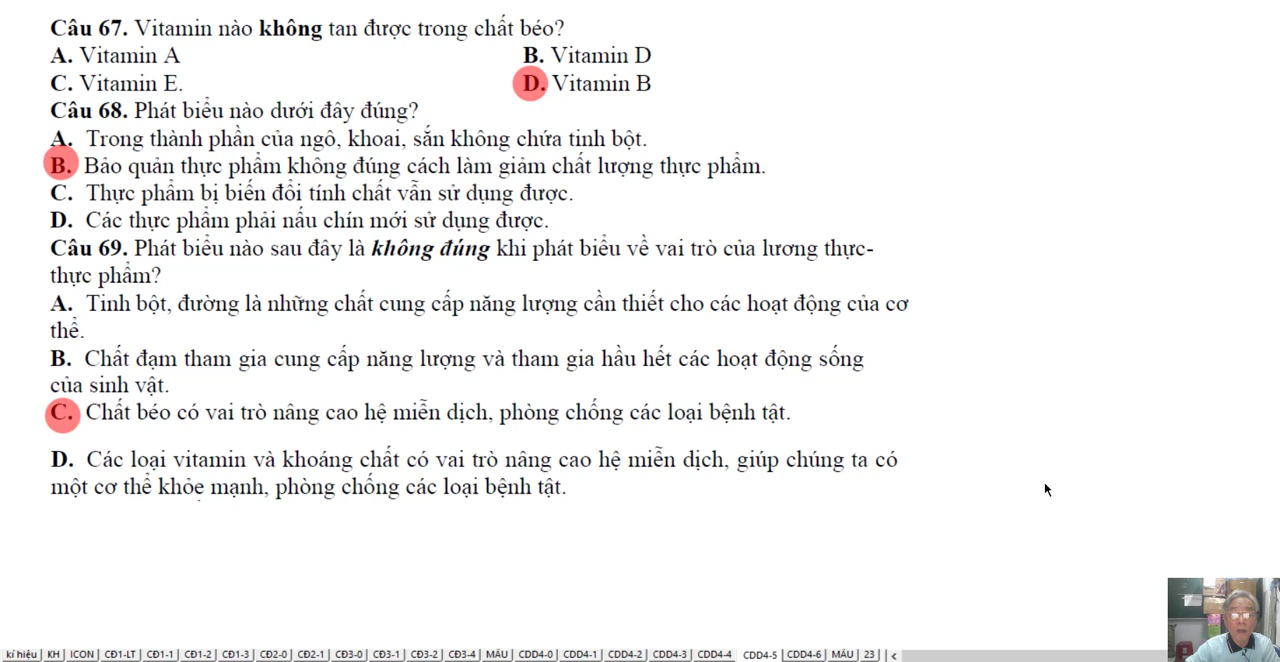 Câu 67. Vitamin nào không tan được trong chất béo?
A. Vitamin A B. Vitamin D
C. Vitamin E. D. Vitamin B
Câu 68. Phát biểu nào dưới đây đúng?
A. Trong thành phần của ngô, khoai, sắn không chứa tinh bột.
B. Bảo quản thực phẩm không đúng cách làm giảm chất lượng thực phẩm.
C. Thực phẩm bị biến đổi tính chất vẫn sử dụng được.
D. Các thực phẩm phải nấu chín mới sử dụng được.
Câu 69. Phát biểu nào sau đây là không đúng khi phát biểu về vai trò của lương thực-
thực phẩm?
A. Tinh bột, đường là những chất cung cấp năng lượng cần thiết cho các hoạt động của cơ
thể.
B. Chất đạm tham gia cung cấp năng lượng và tham gia hầu hết các hoạt động sống
của sinh vật.
C. Chất béo có vai trò nâng cao hệ miễn dịch, phòng chống các loại bệnh tật.
D. Các loại vitamin và khoáng chất có vai trò nâng cao hệ miễn dịch, giúp chúng ta có
một cơ thể khỏe mạnh, phòng chống các loại bệnh tật.
kí hiệu KH ICON CĐ1-LT CĐ1-1 CĐ1-2 CĐ1-3 CĐ2-0 CĐ2-1 CĐ3-0 CĐ3-1 CĐ3-2 CĐ3-4 MẪU CDD4-0 CDD4-1 CDD4-2 CDD4-3 CDD4-4 CDD4-5 CDD4-6 MẪU 23